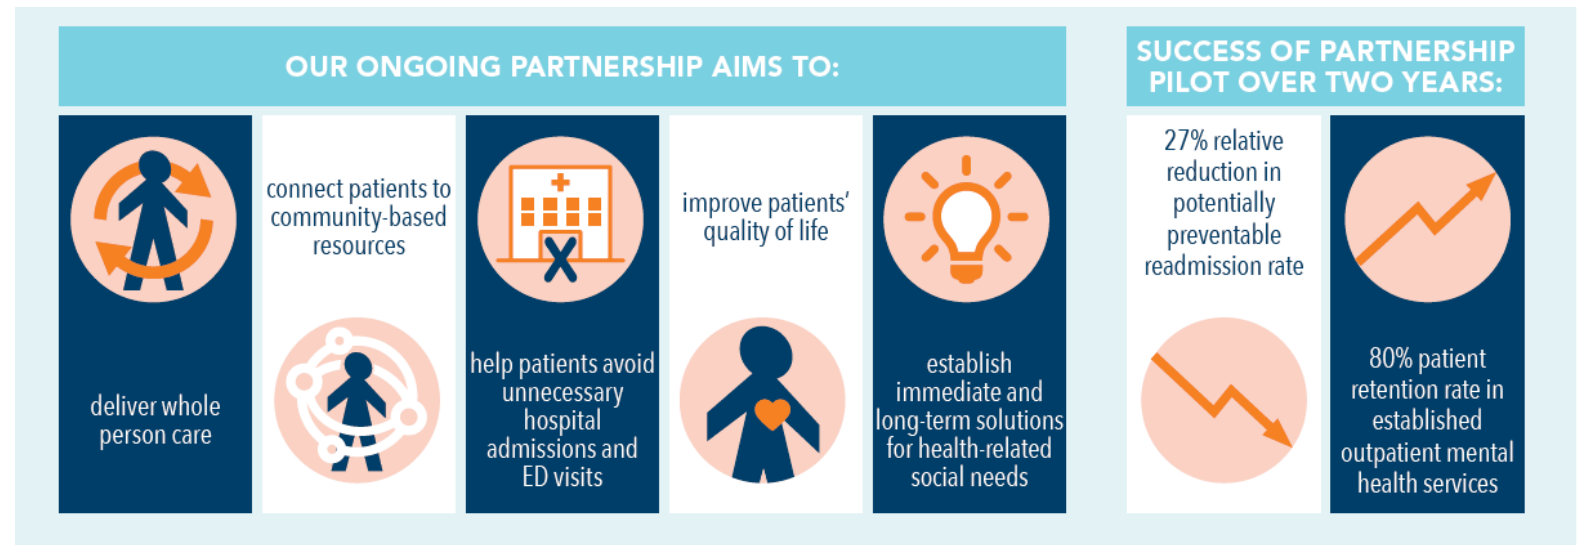 OUR ONGOING PARTNERSHIP AIMS TO:
deliver whole
person care
connect patients to
community-based
resources
help patients avoid
unnecessary
hospital
admissions and
ED visits
improve patients’
quality of life
establish
immediate and
long-term solutions
for health-related
social needs
SUCCESS OF PARTNERSHIP
PILOT OVER TWO YEARS:
27% relative
reduction in
potentially
preventable
readmission rate
80% patient
retention rate in
established
outpatient mental
health services